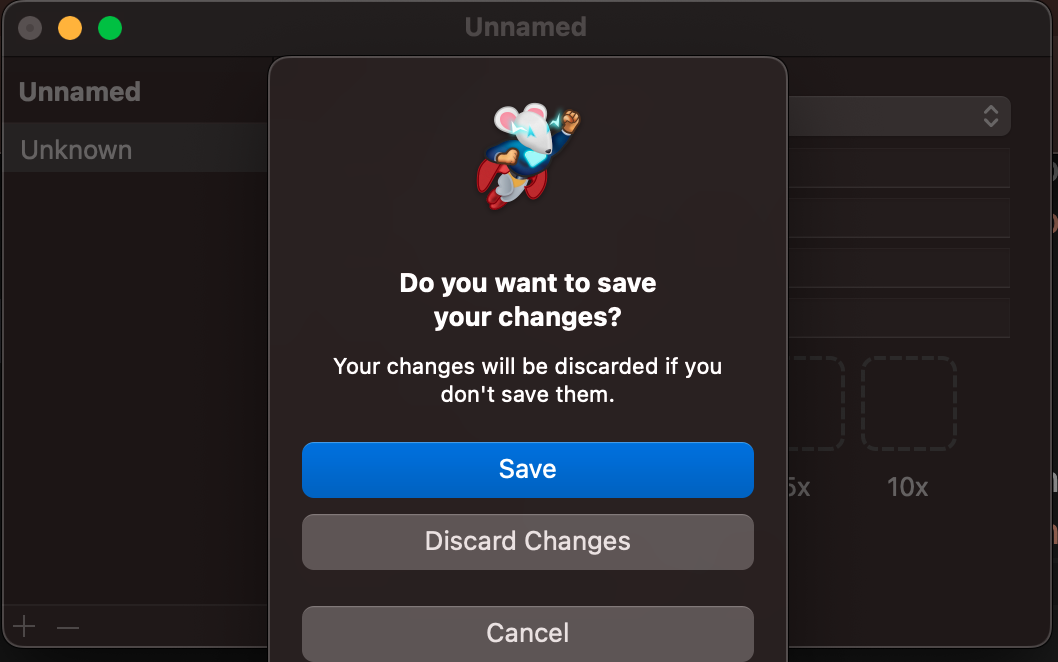 Unnamed
Unnamed
Unknown
Do you want to save
your changes?
Your changes will be discarded if you
don't save them.
Save
Discard Changes
Cancel
5x
10x